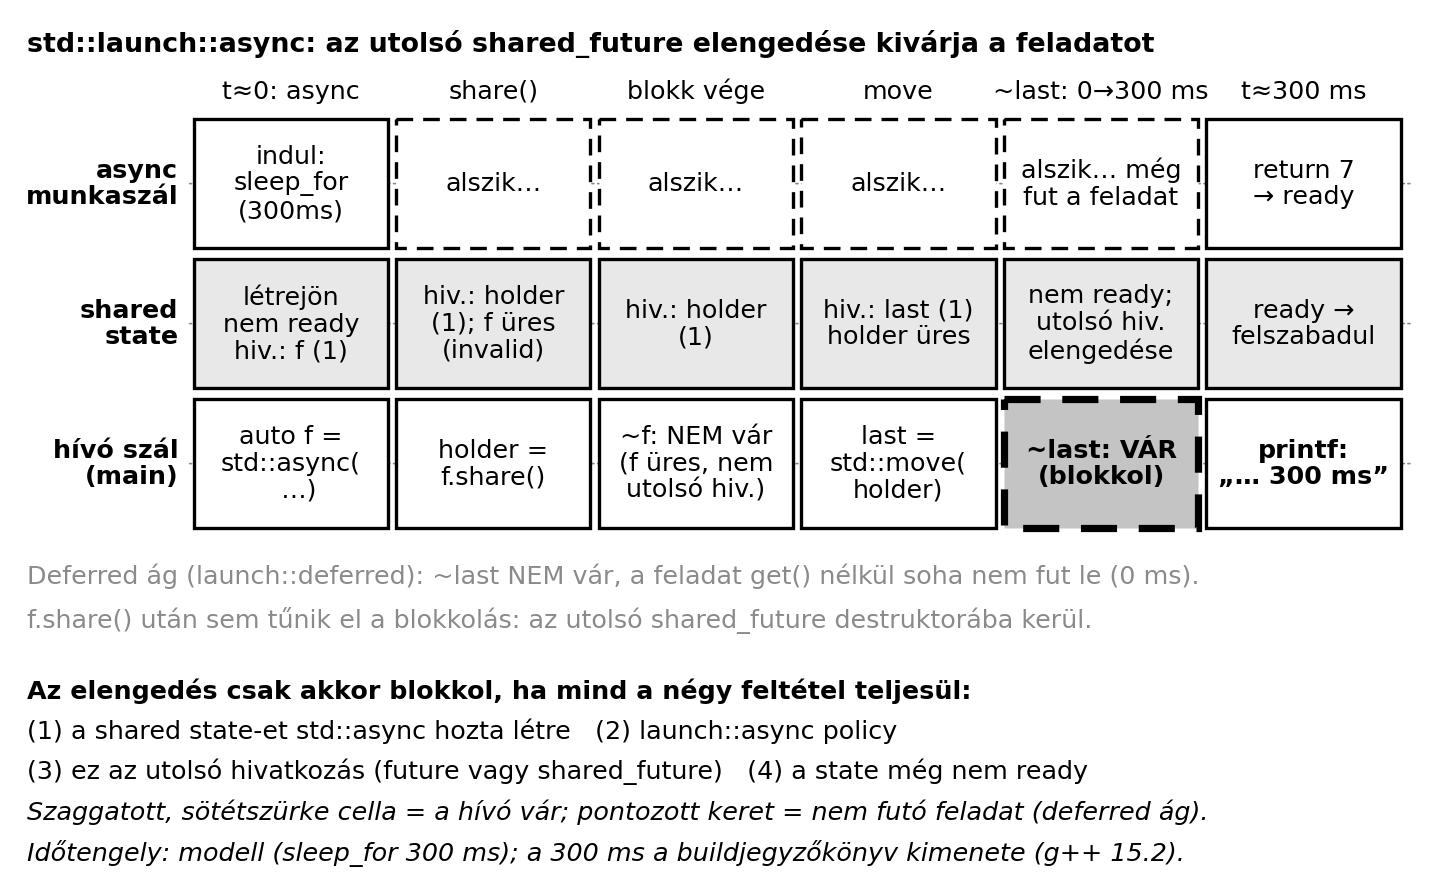 std::launch::async: az utolsó shared_future elengedése kivárja a feladatot
t≈0: async
share()
blokk vége
move
~last: 0→300 ms
t≈300 ms
async
munkaszál
indul:
sleep_for
(300ms)
alszik…
alszik…
alszik…
alszik… még
fut a feladat
return 7
→ ready
shared
state
létrejön
nem ready
hiv.: f (1)
hiv.: holder
(1); f üres
(invalid)
hiv.: holder
(1)
hiv.: last (1)
holder üres
nem ready;
utolsó hiv.
elengedése
ready →
felszabadul
hívó szál
(main)
auto f =
std::async(
…)
holder =
f.share()
~f: NEM vár
(f üres, nem
utolsó hiv.)
last =
std::move(
holder)
~last: VÁR
(blokkol)
printf:
„… 300 ms”
Deferred ág (launch::deferred): ~last NEM vár, a feladat get() nélkül soha nem fut le (0 ms).
f.share() után sem tűnik el a blokkolás: az utolsó shared_future destruktorába kerül.
Az elengedés csak akkor blokkol, ha mind a négy feltétel teljesül:
(1) a shared state-et std::async hozta létre   (2) launch::async policy
(3) ez az utolsó hivatkozás (future vagy shared_future)   (4) a state még nem ready
Szaggatott, sötétszürke cella = a hívó vár; pontozott keret = nem futó feladat (deferred ág).
Időtengely: modell (sleep_for 300 ms); a 300 ms a buildjegyzőkönyv kimenete (g++ 15.2).